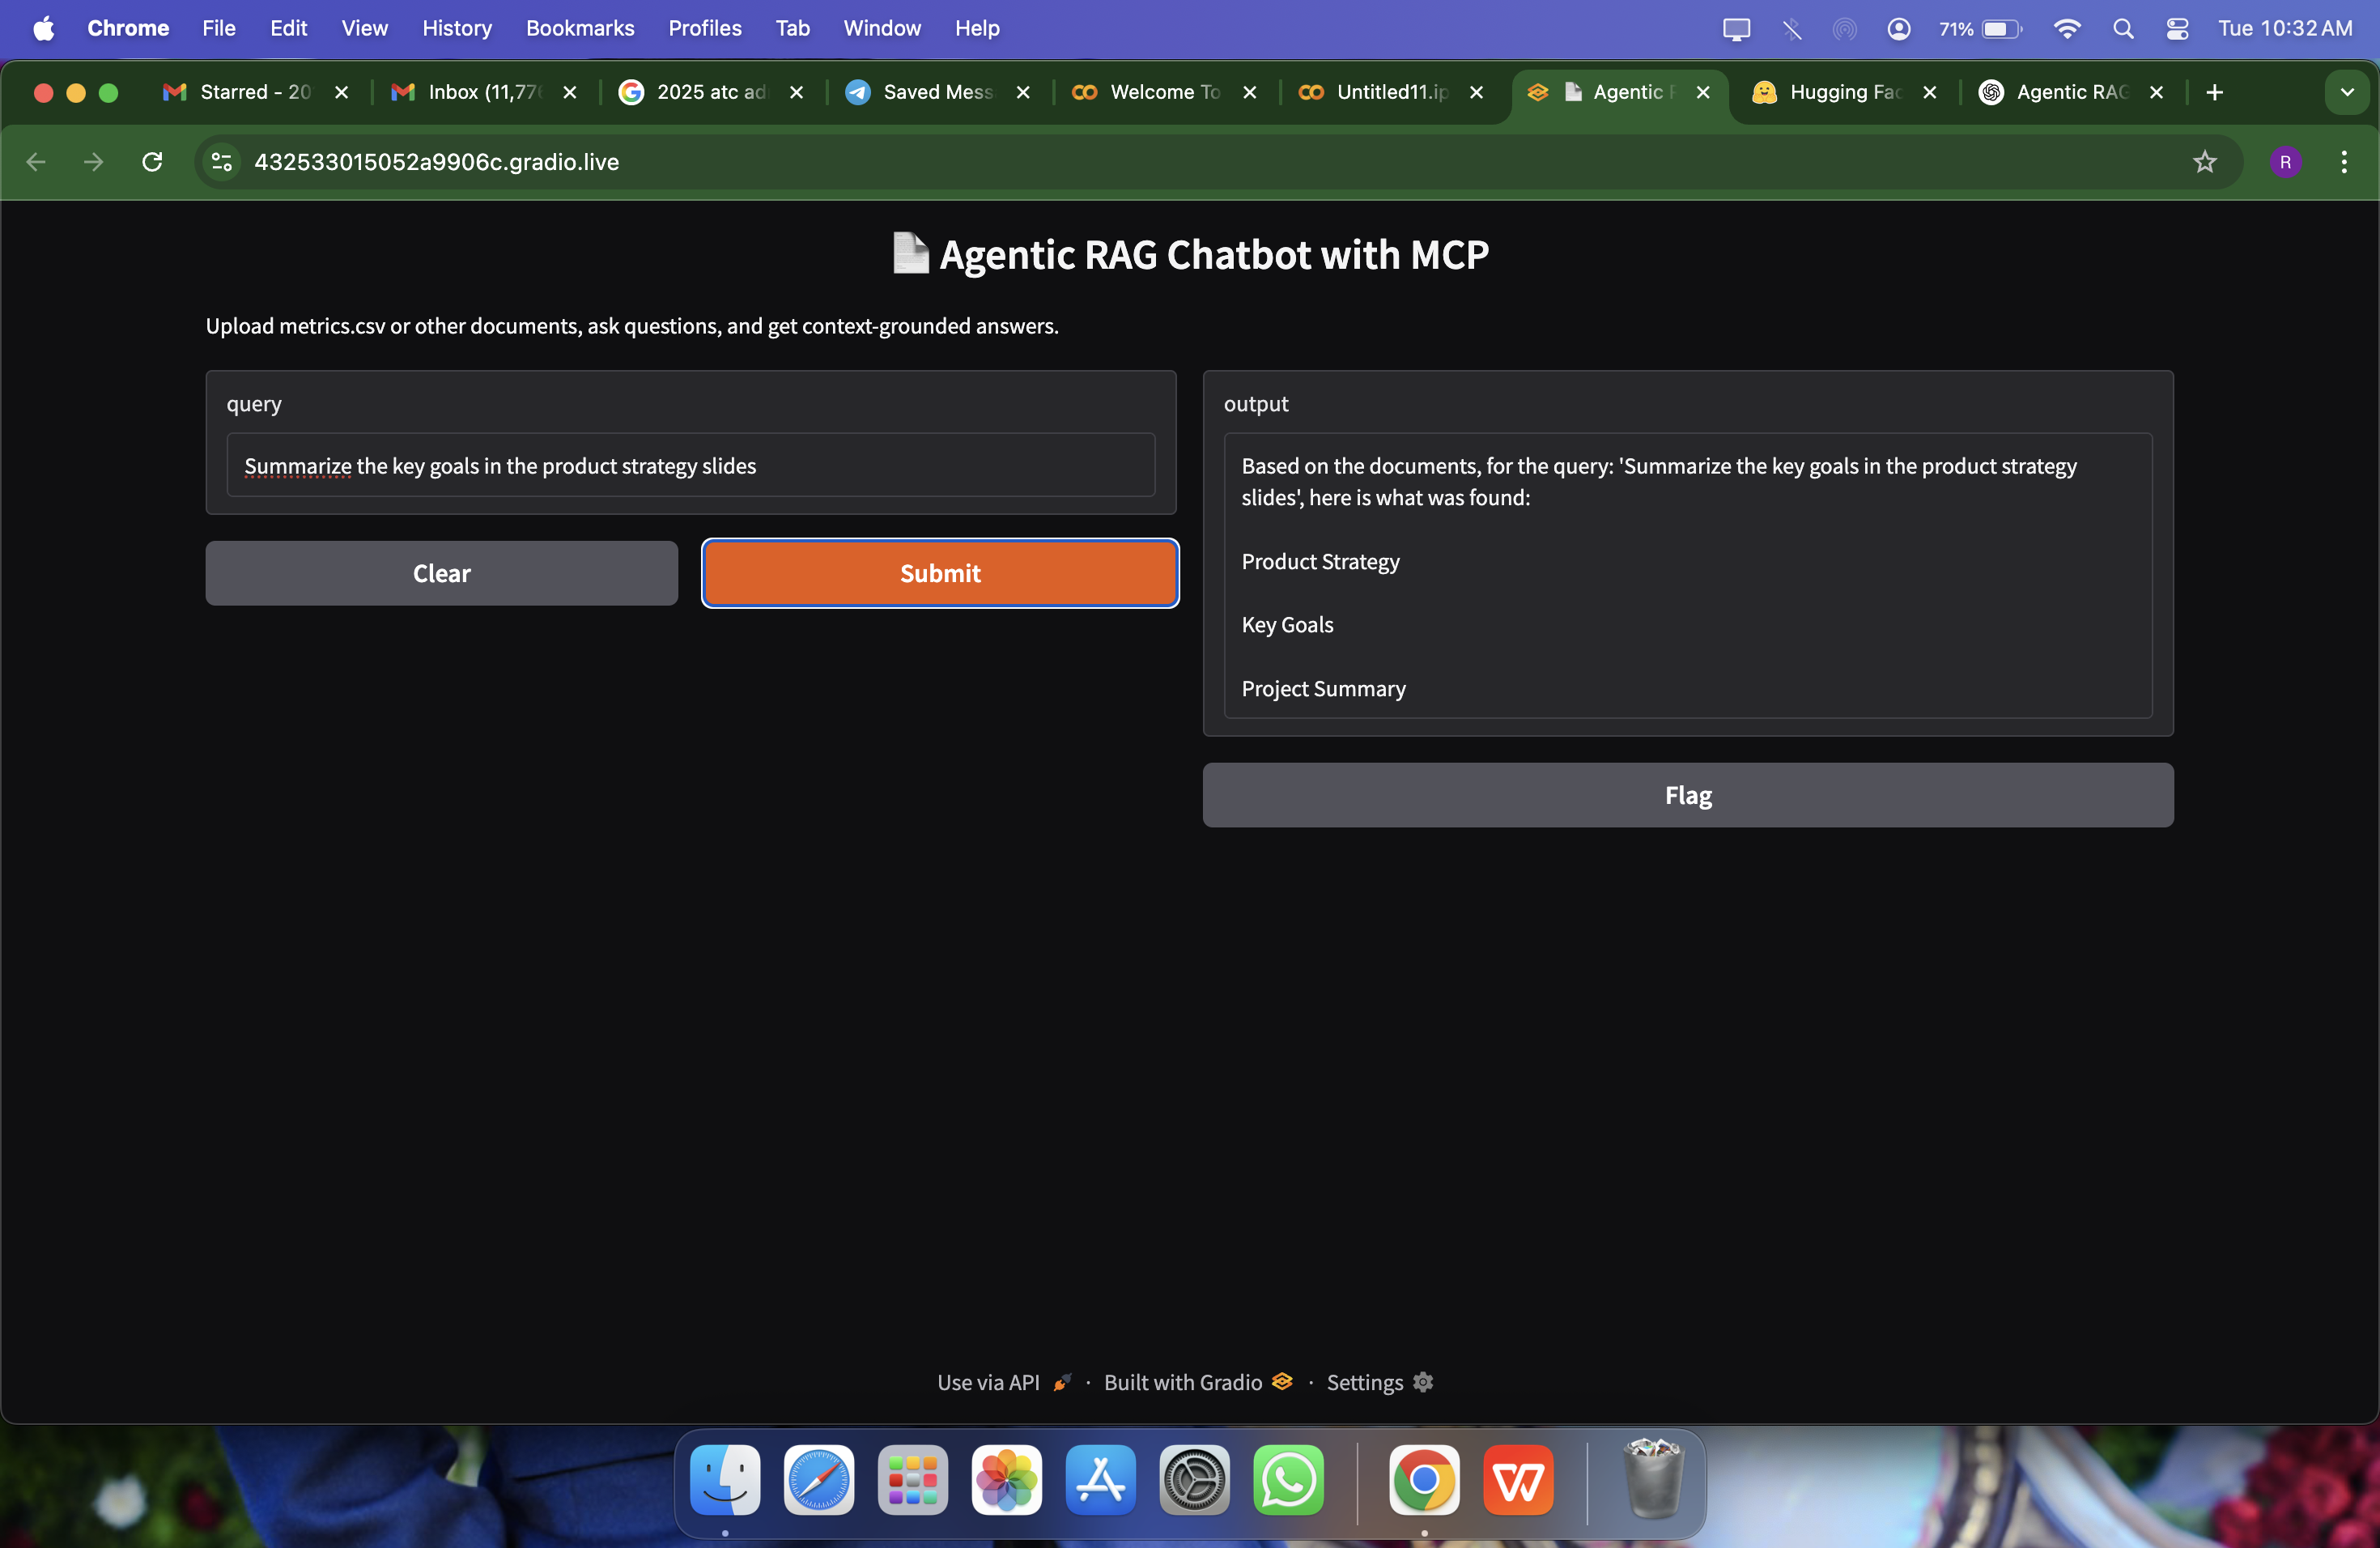 Chrome File Edit View History Bookmarks Profiles Tab Window Help 71% Tue 10:32 AM
Starred - 20 Inbox (11,77 2025 atc ad Saved Mess Welcome To Untitled11.ip Agentic Hugging Fac Agentic RAG
432533015052a9906c.gradio.live R
Agentic RAG Chatbot with MCP
Upload metrics.csv or other documents, ask questions, and get context-grounded answers.
query
Summarize the key goals in the product strategy slides
Clear Submit
output
Based on the documents, for the query: 'Summarize the key goals in the product strategy
slides', here is what was found:
Product Strategy
Key Goals
Project Summary
Flag
Use via API · Built with Gradio · Settings